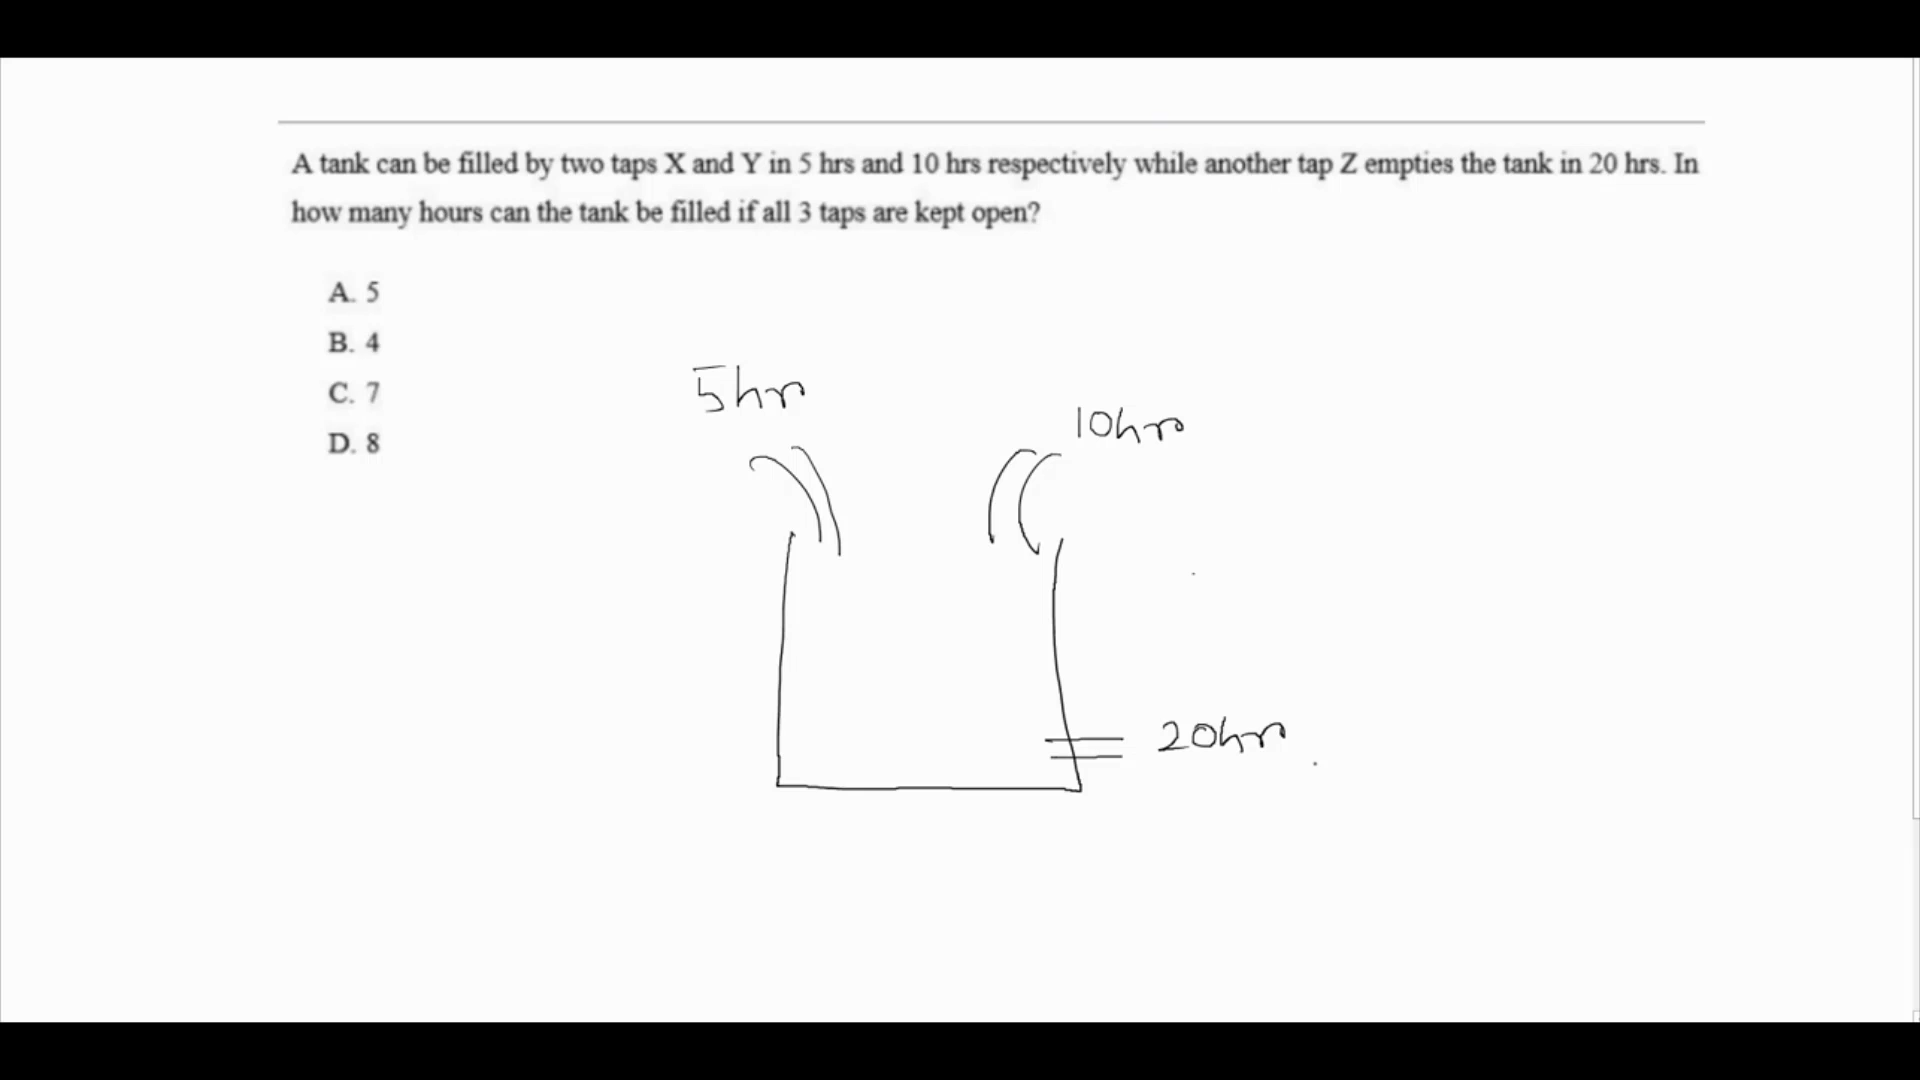 A tank can be filled by two taps X and Y in 5 hrs and 10 hrs respectively while another tap Z empties the tank in 20 hrs. In
how many hours can the tank be filled if all 3 taps are kept open?
A. 5
B. 4
C. 7
D. 8
5hr
10hr
20hr